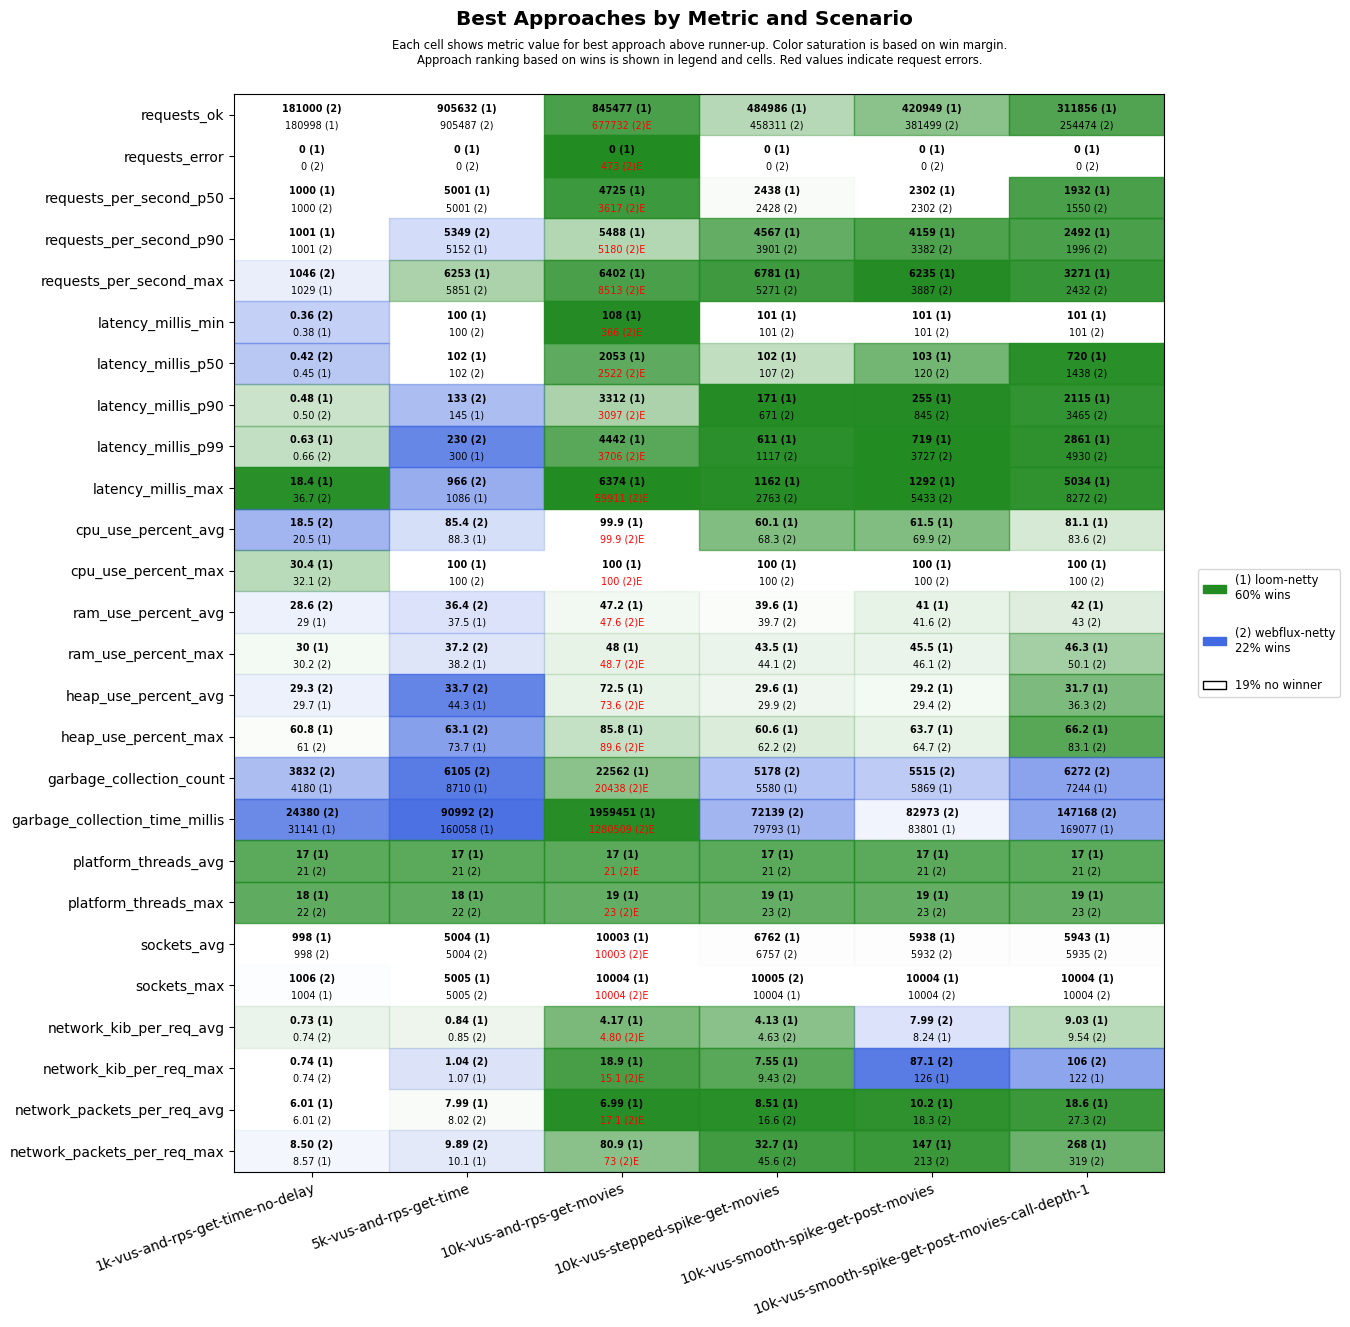 Best Approaches by Metric and Scenario
Each cell shows metric value for best approach above runner-up. Color saturation is based on win margin.
Approach ranking based on wins is shown in legend and cells. Red values indicate request errors.
requests_ok
181000 (2) 905632 (1) 845477 (1) 484986 (1) 420949 (1) 311856 (1)
180998 (1) 905487 (2) 677732 (2)E 458311 (2) 381499 (2) 254474 (2)
requests_error
0 (1) 0 (1) 0 (1) 0 (1) 0 (1) 0 (1)
0 (2) 0 (2) 473 (2)E 0 (2) 0 (2) 0 (2)
requests_per_second_p50
1000 (1) 5001 (1) 4725 (1) 2438 (1) 2302 (1) 1932 (1)
1000 (2) 5001 (2) 3617 (2)E 2428 (2) 2302 (2) 1550 (2)
requests_per_second_p90
1001 (1) 5349 (2) 5488 (1) 4567 (1) 4159 (1) 2492 (1)
1001 (2) 5152 (1) 5180 (2)E 3901 (2) 3382 (2) 1996 (2)
requests_per_second_max
1046 (2) 6253 (1) 6402 (1) 6781 (1) 6235 (1) 3271 (1)
1029 (1) 5851 (2) 8513 (2)E 5271 (2) 3887 (2) 2432 (2)
latency_millis_min
0.36 (2) 100 (1) 108 (1) 101 (1) 101 (1) 101 (1)
0.38 (1) 100 (2) 366 (2)E 101 (2) 101 (2) 101 (2)
latency_millis_p50
0.42 (2) 102 (1) 2053 (1) 102 (1) 103 (1) 720 (1)
0.45 (1) 102 (2) 2522 (2)E 107 (2) 120 (2) 1438 (2)
latency_millis_p90
0.48 (1) 133 (2) 3312 (1) 171 (1) 255 (1) 2115 (1)
0.50 (2) 145 (1) 3097 (2)E 671 (2) 845 (2) 3465 (2)
latency_millis_p99
0.63 (1) 230 (2) 4442 (1) 611 (1) 719 (1) 2861 (1)
0.66 (2) 300 (1) 3706 (2)E 1117 (2) 3727 (2) 4930 (2)
latency_millis_max
18.4 (1) 966 (2) 6374 (1) 1162 (1) 1292 (1) 5034 (1)
36.7 (2) 1086 (1) 59911 (2)E 2763 (2) 5433 (2) 8272 (2)
cpu_use_percent_avg
18.5 (2) 85.4 (2) 99.9 (1) 60.1 (1) 61.5 (1) 81.1 (1)
20.5 (1) 88.3 (1) 99.9 (2)E 68.3 (2) 69.9 (2) 83.6 (2)
cpu_use_percent_max
30.4 (1) 100 (1) 100 (1) 100 (1) 100 (1) 100 (1)
32.1 (2) 100 (2) 100 (2)E 100 (2) 100 (2) 100 (2)
ram_use_percent_avg
28.6 (2) 36.4 (2) 47.2 (1) 39.6 (1) 41 (1) 42 (1)
29 (1) 37.5 (1) 47.6 (2)E 39.7 (2) 41.6 (2) 43 (2)
ram_use_percent_max
30 (1) 37.2 (2) 48 (1) 43.5 (1) 45.5 (1) 46.3 (1)
30.2 (2) 38.2 (1) 48.7 (2)E 44.1 (2) 46.1 (2) 50.1 (2)
heap_use_percent_avg
29.3 (2) 33.7 (2) 72.5 (1) 29.6 (1) 29.2 (1) 31.7 (1)
29.7 (1) 44.3 (1) 73.6 (2)E 29.9 (2) 29.4 (2) 36.3 (2)
heap_use_percent_max
60.8 (1) 63.1 (2) 85.8 (1) 60.6 (1) 63.7 (1) 66.2 (1)
61 (2) 73.7 (1) 89.6 (2)E 62.2 (2) 64.7 (2) 83.1 (2)
garbage_collection_count
3832 (2) 6105 (2) 22562 (1) 5178 (2) 5515 (2) 6272 (2)
4180 (1) 8710 (1) 20438 (2)E 5580 (1) 5869 (1) 7244 (1)
garbage_collection_time_millis
24380 (2) 90992 (2) 1959451 (1) 72139 (2) 82973 (2) 147168 (2)
31141 (1) 160058 (1) 1280509 (2)E 79793 (1) 83801 (1) 169077 (1)
platform_threads_avg
17 (1) 17 (1) 17 (1) 17 (1) 17 (1) 17 (1)
21 (2) 21 (2) 21 (2)E 21 (2) 21 (2) 21 (2)
platform_threads_max
18 (1) 18 (1) 19 (1) 19 (1) 19 (1) 19 (1)
22 (2) 22 (2) 23 (2)E 23 (2) 23 (2) 23 (2)
sockets_avg
998 (1) 5004 (1) 10003 (1) 6762 (1) 5938 (1) 5943 (1)
998 (2) 5004 (2) 10003 (2)E 6757 (2) 5932 (2) 5935 (2)
sockets_max
1006 (2) 5005 (1) 10004 (1) 10005 (2) 10004 (1) 10004 (1)
1004 (1) 5005 (2) 10004 (2)E 10004 (1) 10004 (2) 10004 (2)
network_kib_per_req_avg
0.73 (1) 0.84 (1) 4.17 (1) 4.13 (1) 7.99 (2) 9.03 (1)
0.74 (2) 0.85 (2) 4.80 (2)E 4.63 (2) 8.24 (1) 9.54 (2)
network_kib_per_req_max
0.74 (1) 1.04 (2) 18.9 (1) 7.55 (1) 87.1 (2) 106 (2)
0.74 (2) 1.07 (1) 15.1 (2)E 9.43 (2) 126 (1) 122 (1)
network_packets_per_req_avg
6.01 (1) 7.99 (1) 6.99 (1) 8.51 (1) 10.2 (1) 18.6 (1)
6.01 (2) 8.02 (2) 17.1 (2)E 16.6 (2) 18.3 (2) 27.3 (2)
network_packets_per_req_max
8.50 (2) 9.89 (2) 80.9 (1) 32.7 (1) 147 (1) 268 (1)
8.57 (1) 10.1 (1) 73 (2)E 45.6 (2) 213 (2) 319 (2)
1k-vus-and-rps-get-time-no-delay
5k-vus-and-rps-get-time
10k-vus-and-rps-get-movies
10k-vus-stepped-spike-get-movies
10k-vus-smooth-spike-get-post-movies
10k-vus-smooth-spike-get-post-movies-call-depth-1
(1) loom-netty
60% wins
(2) webflux-netty
22% wins
19% no winner